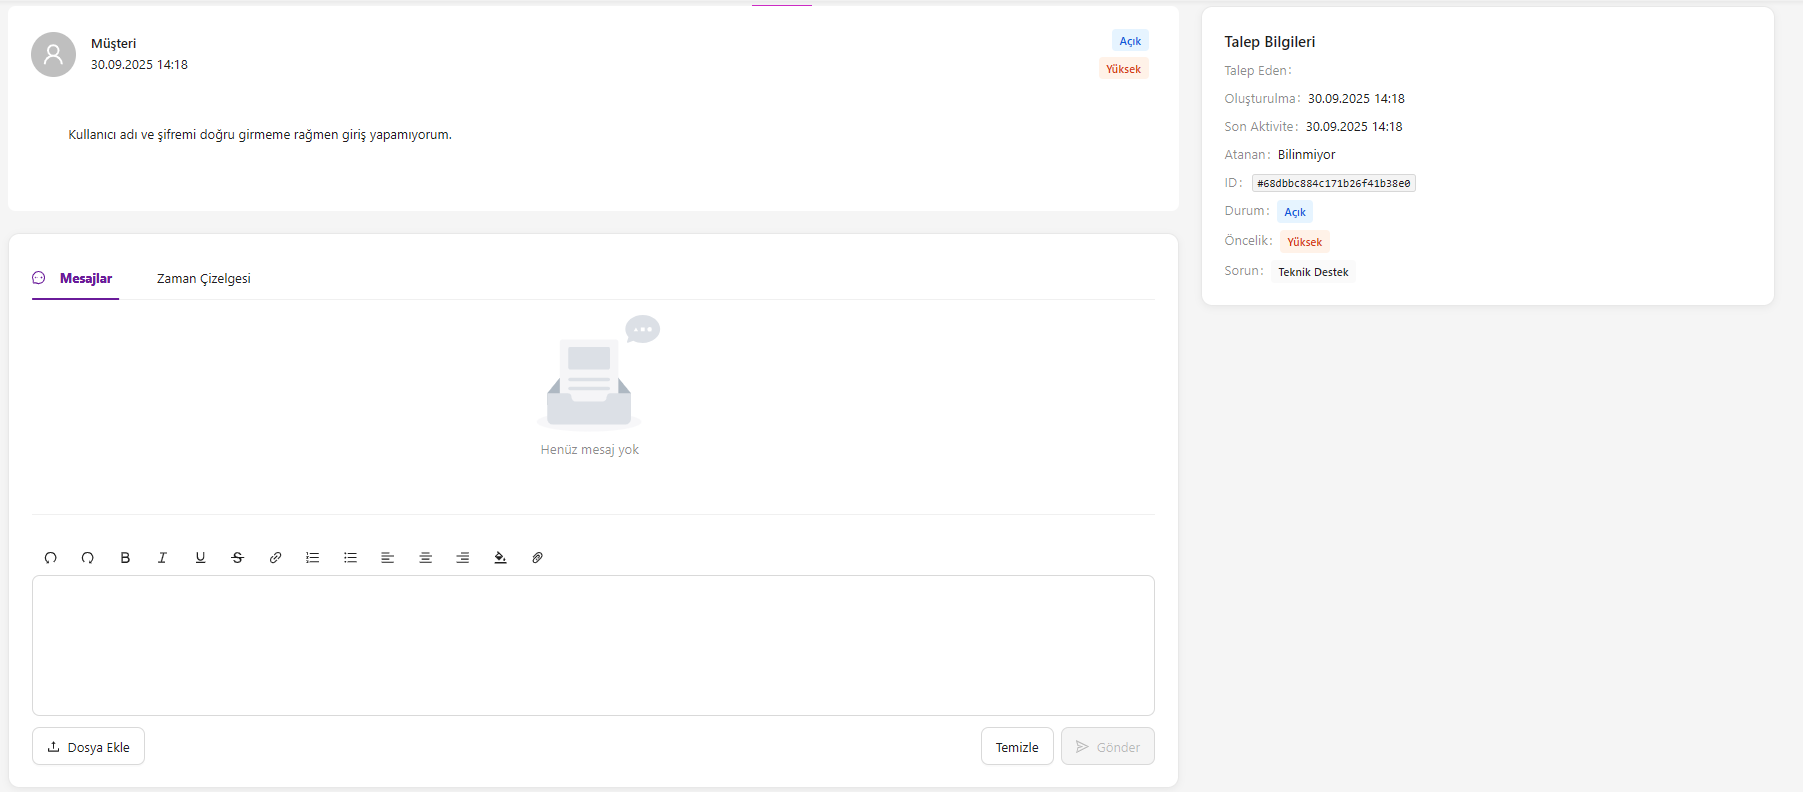 Müşteri
30.09.2025 14:18
Açık
Yüksek
Kullanıcı adı ve şifremi doğru girmeme rağmen giriş yapamıyorum.
Mesajlar
Zaman Çizelgesi
Henüz mesaj yok
Dosya Ekle
Temizle
Gönder
Talep Bilgileri
Talep Eden:
Oluşturulma: 30.09.2025 14:18
Son Aktivite: 30.09.2025 14:18
Atanan: Bilinmiyor
ID: #68dbbc884c171b26f41b38e0
Durum: Açık
Öncelik: Yüksek
Sorun: Teknik Destek